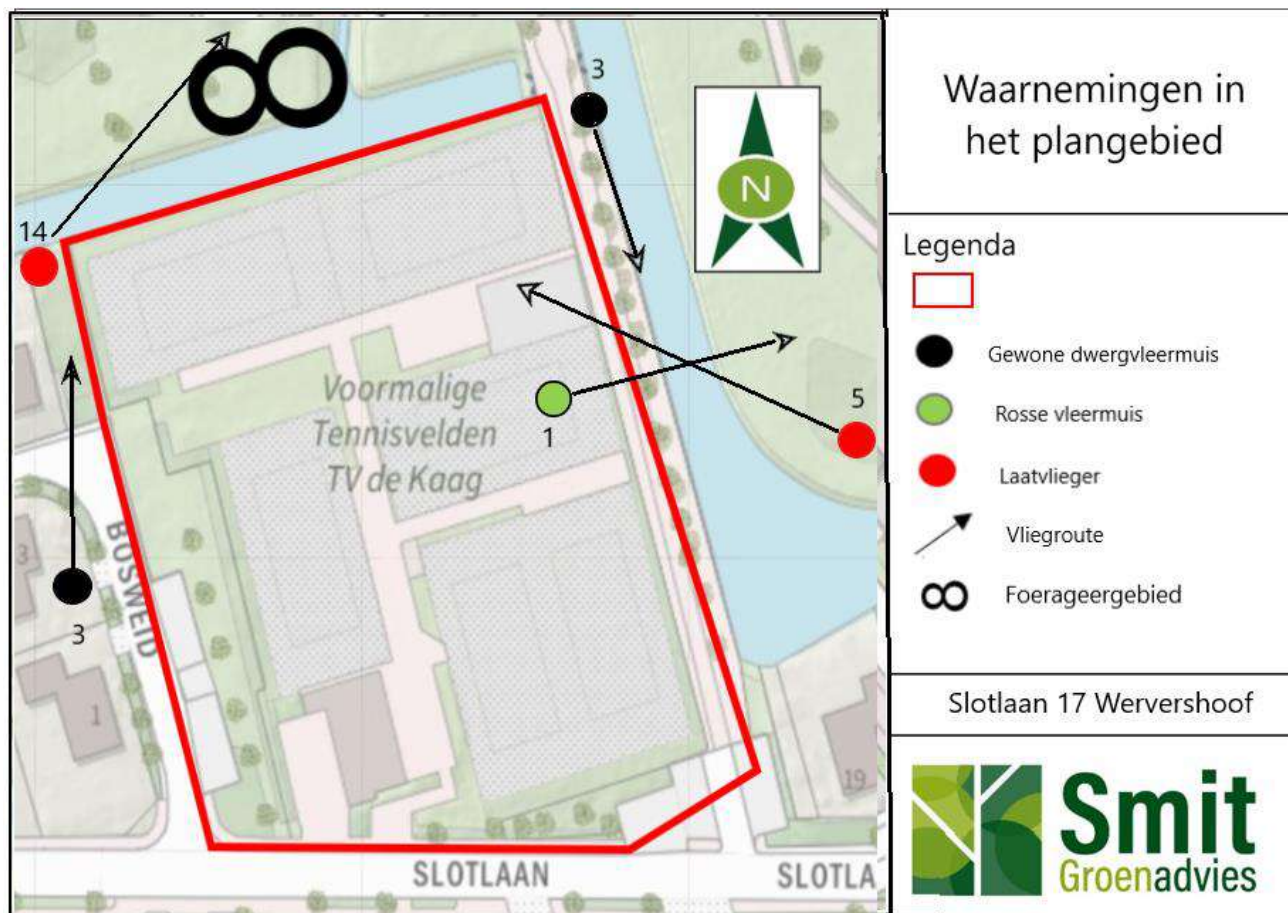 Waarnemingen in
het plangebied
Legenda
Gewone dwergvleermuis
Rosse vleermuis
Laatvlieger
Vliegroute
Foerageergebied
Slotlaan 17 Wervershoof
Smit
Groenadvies
3
N
14
5
1
Voormalige
Tennisvelden
TV de Kaag
BOSWEID
3
3
1
19
SLOTLAAN
SLOTLA